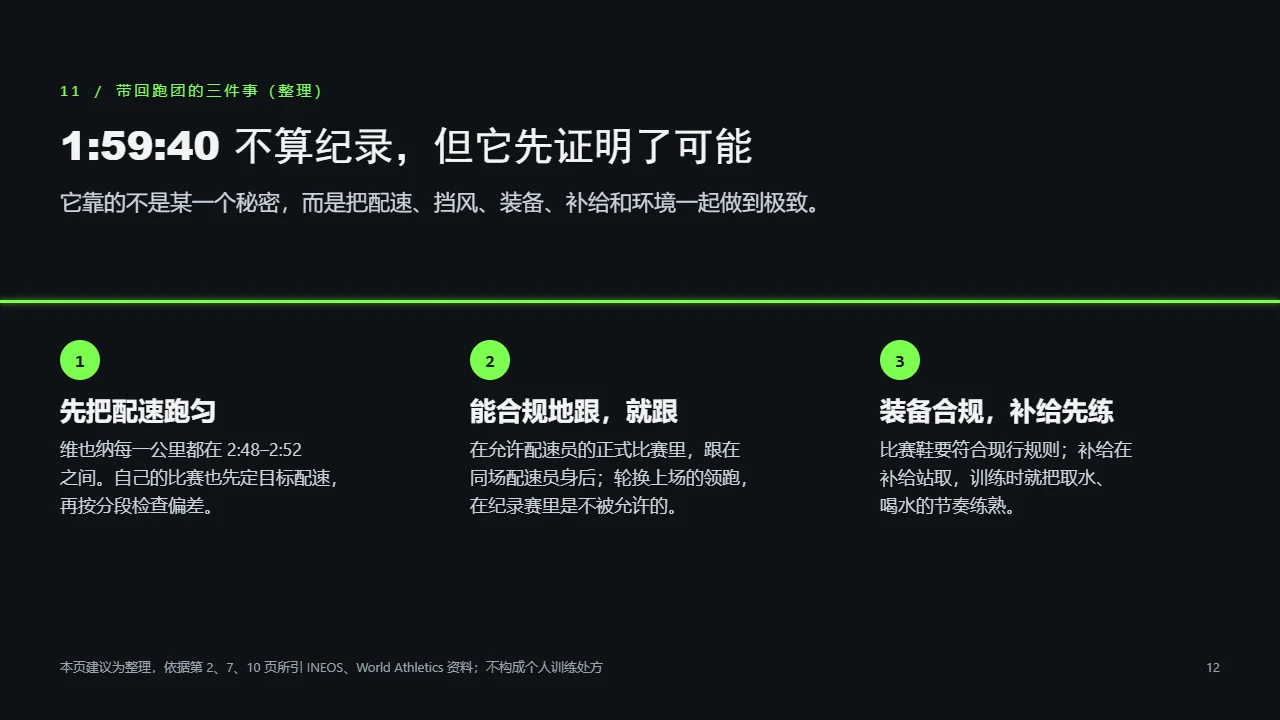 11 / 带回跑团的三件事（整理）
1:59:40 不算纪录，但它先证明了可能
它靠的不是某一个秘密，而是把配速、挡风、装备、补给和环境一起做到极致。
1
先把配速跑匀
维也纳每一公里都在 2:48–2:52
之间。自己的比赛也先定目标配速，
再按分段检查偏差。
2
能合规地跟，就跟
在允许配速员的正式比赛里，跟在
同场配速员身后；轮换上场的领跑，
在纪录赛里是不被允许的。
3
装备合规，补给先练
比赛鞋要符合现行规则；补给在
补给站取，训练时就把取水、
喝水的节奏练熟。
本页建议为整理，依据第 2、7、10 页所引 INEOS、World Athletics 资料；不构成个人训练处方
12